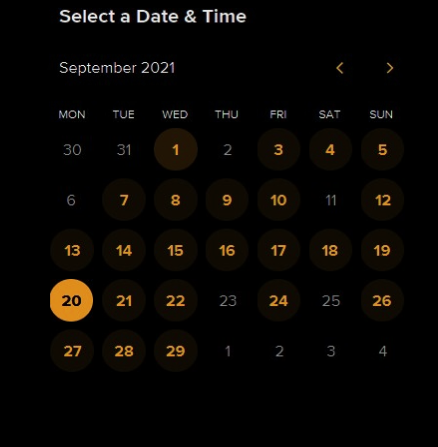 Select a Date & Time
September 2021
MON TUE WED THU FRI SAT SUN
30 31 1 2 3 4 5
6 7 8 9 10 11 12
13 14 15 16 17 18 19
20 21 22 23 24 25 26
27 28 29 1 2 3 4